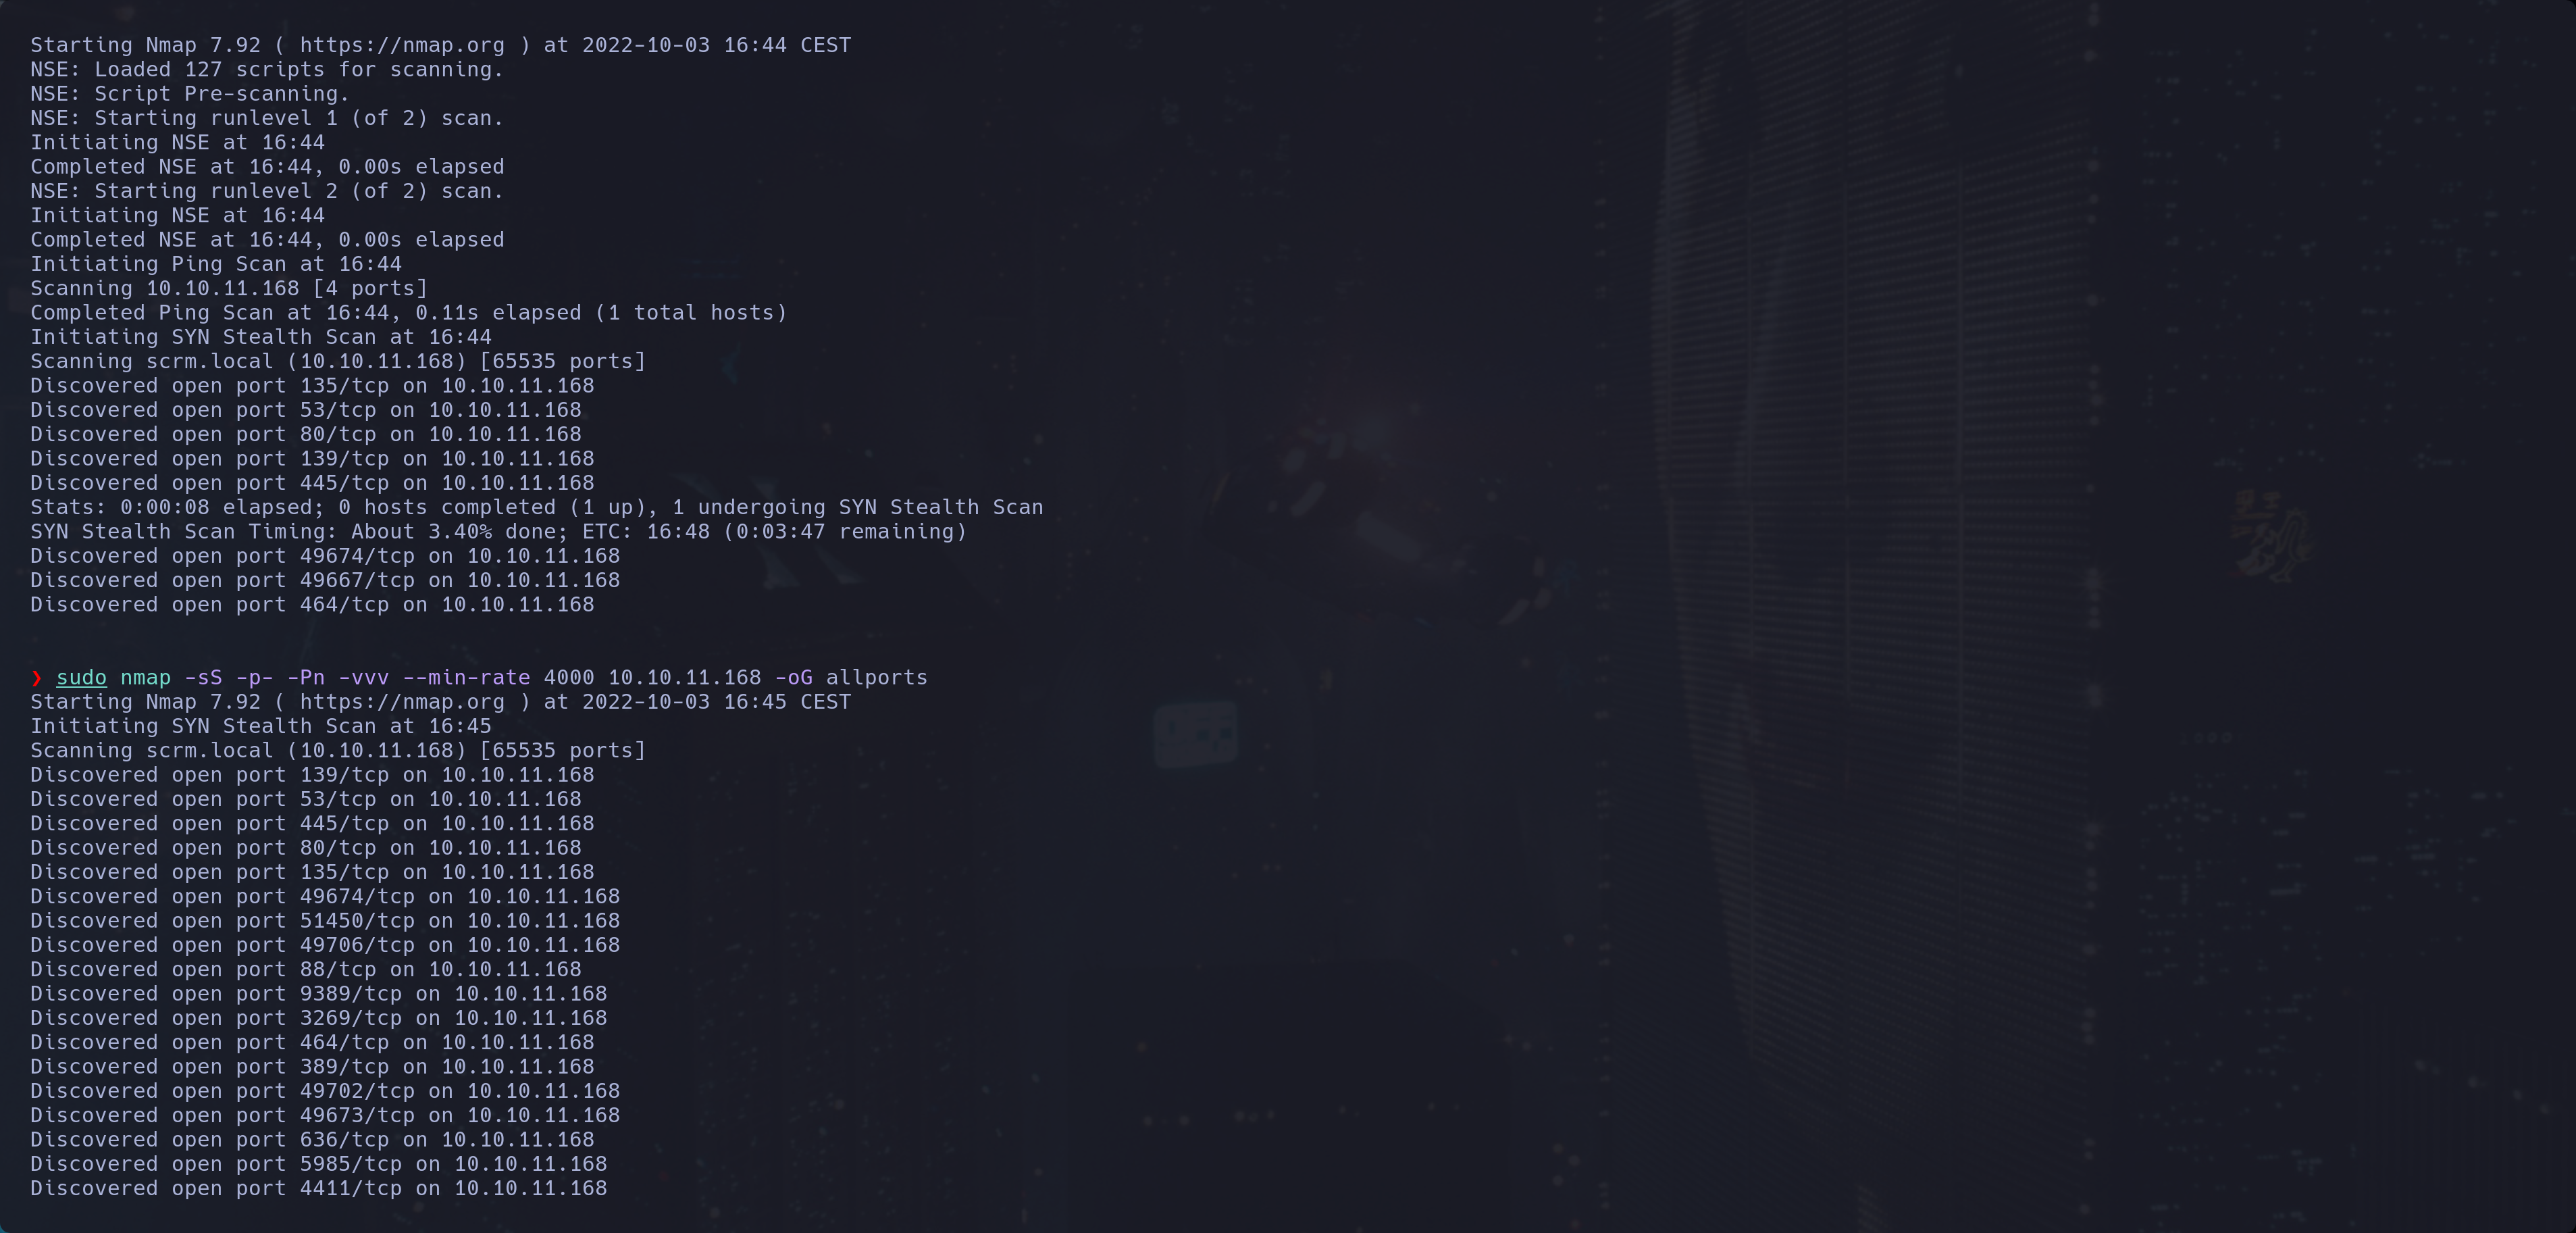 Starting Nmap 7.92 ( https://nmap.org ) at 2022-10-03 16:44 CEST
NSE: Loaded 127 scripts for scanning.
NSE: Script Pre-scanning.
NSE: Starting runlevel 1 (of 2) scan.
Initiating NSE at 16:44
Completed NSE at 16:44, 0.00s elapsed
NSE: Starting runlevel 2 (of 2) scan.
Initiating NSE at 16:44
Completed NSE at 16:44, 0.00s elapsed
Initiating Ping Scan at 16:44
Scanning 10.10.11.168 [4 ports]
Completed Ping Scan at 16:44, 0.11s elapsed (1 total hosts)
Initiating SYN Stealth Scan at 16:44
Scanning scrm.local (10.10.11.168) [65535 ports]
Discovered open port 135/tcp on 10.10.11.168
Discovered open port 53/tcp on 10.10.11.168
Discovered open port 80/tcp on 10.10.11.168
Discovered open port 139/tcp on 10.10.11.168
Discovered open port 445/tcp on 10.10.11.168
Stats: 0:00:08 elapsed; 0 hosts completed (1 up), 1 undergoing SYN Stealth Scan
SYN Stealth Scan Timing: About 3.40% done; ETC: 16:48 (0:03:47 remaining)
Discovered open port 49674/tcp on 10.10.11.168
Discovered open port 49667/tcp on 10.10.11.168
Discovered open port 464/tcp on 10.10.11.168
❯ sudo nmap -sS -p- -Pn -vvv --min-rate 4000 10.10.11.168 -oG allports
Starting Nmap 7.92 ( https://nmap.org ) at 2022-10-03 16:45 CEST
Initiating SYN Stealth Scan at 16:45
Scanning scrm.local (10.10.11.168) [65535 ports]
Discovered open port 139/tcp on 10.10.11.168
Discovered open port 53/tcp on 10.10.11.168
Discovered open port 445/tcp on 10.10.11.168
Discovered open port 80/tcp on 10.10.11.168
Discovered open port 135/tcp on 10.10.11.168
Discovered open port 49674/tcp on 10.10.11.168
Discovered open port 51450/tcp on 10.10.11.168
Discovered open port 49706/tcp on 10.10.11.168
Discovered open port 88/tcp on 10.10.11.168
Discovered open port 9389/tcp on 10.10.11.168
Discovered open port 3269/tcp on 10.10.11.168
Discovered open port 464/tcp on 10.10.11.168
Discovered open port 389/tcp on 10.10.11.168
Discovered open port 49702/tcp on 10.10.11.168
Discovered open port 49673/tcp on 10.10.11.168
Discovered open port 636/tcp on 10.10.11.168
Discovered open port 5985/tcp on 10.10.11.168
Discovered open port 4411/tcp on 10.10.11.168